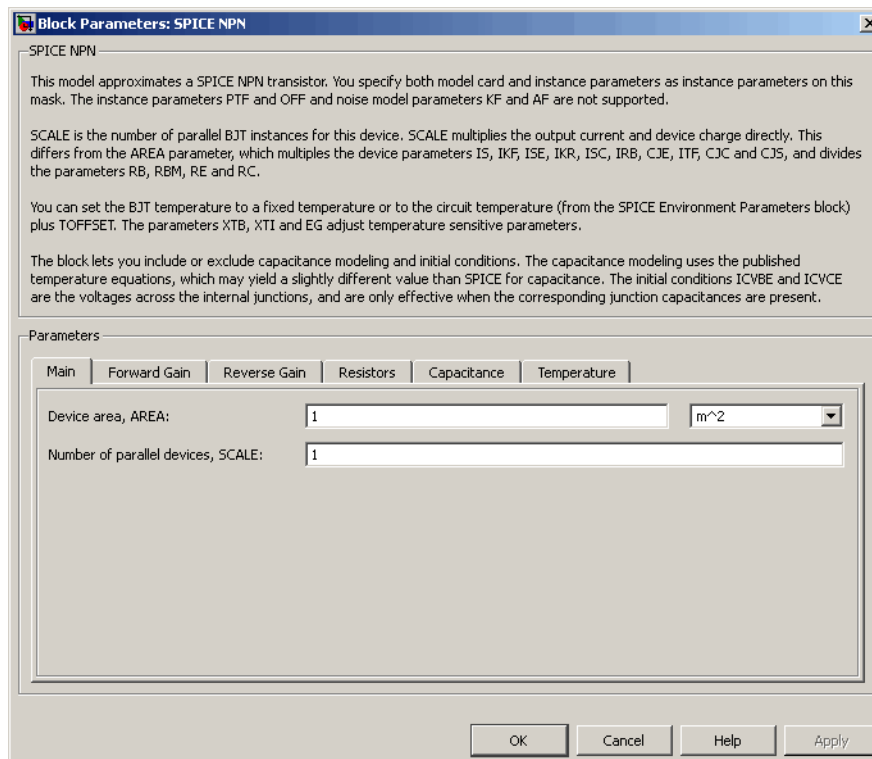 Block Parameters: SPICE NPN
SPICE NPN
This model approximates a SPICE NPN transistor. You specify both model card and instance parameters as instance parameters on this
mask. The instance parameters PTF and OFF and noise model parameters KF and AF are not supported.
SCALE is the number of parallel BJT instances for this device. SCALE multiplies the output current and device charge directly. This
differs from the AREA parameter, which multiples the device parameters IS, IKF, ISE, IKR, ISC, IRB, CJE, ITF, CJC and CJS, and divides
the parameters RB, RBM, RE and RC.
You can set the BJT temperature to a fixed temperature or to the circuit temperature (from the SPICE Environment Parameters block)
plus TOFFSET. The parameters XTB, XTI and EG adjust temperature sensitive parameters.
The block lets you include or exclude capacitance modeling and initial conditions. The capacitance modeling uses the published
temperature equations, which may yield a slightly different value than SPICE for capacitance. The initial conditions ICVBE and ICVCE
are the voltages across the internal junctions, and are only effective when the corresponding junction capacitances are present.
Parameters
Main Forward Gain Reverse Gain Resistors Capacitance Temperature
Device area, AREA: 1 m^2
Number of parallel devices, SCALE: 1
OK Cancel Help Apply